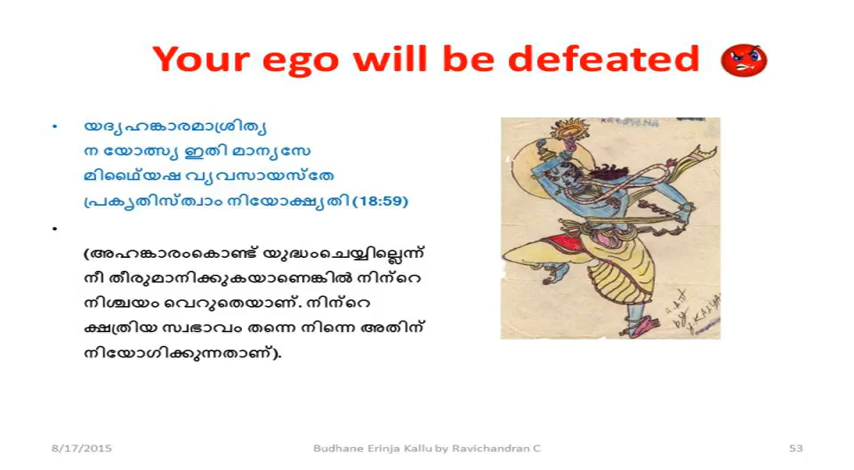 Your ego will be defeated
• യദ്യഹങ്കാരമാശ്രിത്യ
ന യോത്സ്യ ഇതി മാന്യസേ
മിഥ്യൈഷ വ്യവസായസ്തേ
പ്രകൃതിസ്ത്വാം നിയോക്ഷ്യതി (18:59)
•
(അഹങ്കാരംകൊണ്ട് യുദ്ധംചെയ്യില്ലെന്ന്
നീ തീരുമാനിക്കുകയാണെങ്കിൽ നിന്റെ
നിശ്ചയം വെറുതെയാണ്. നിന്റെ
ക്ഷത്രിയ സ്വഭാവം തന്നെ നിന്നെ അതിന്
നിയോഗിക്കുന്നതാണ്).
by
8/17/2015
Budhane Erinja Kallu by Ravichandran C
53